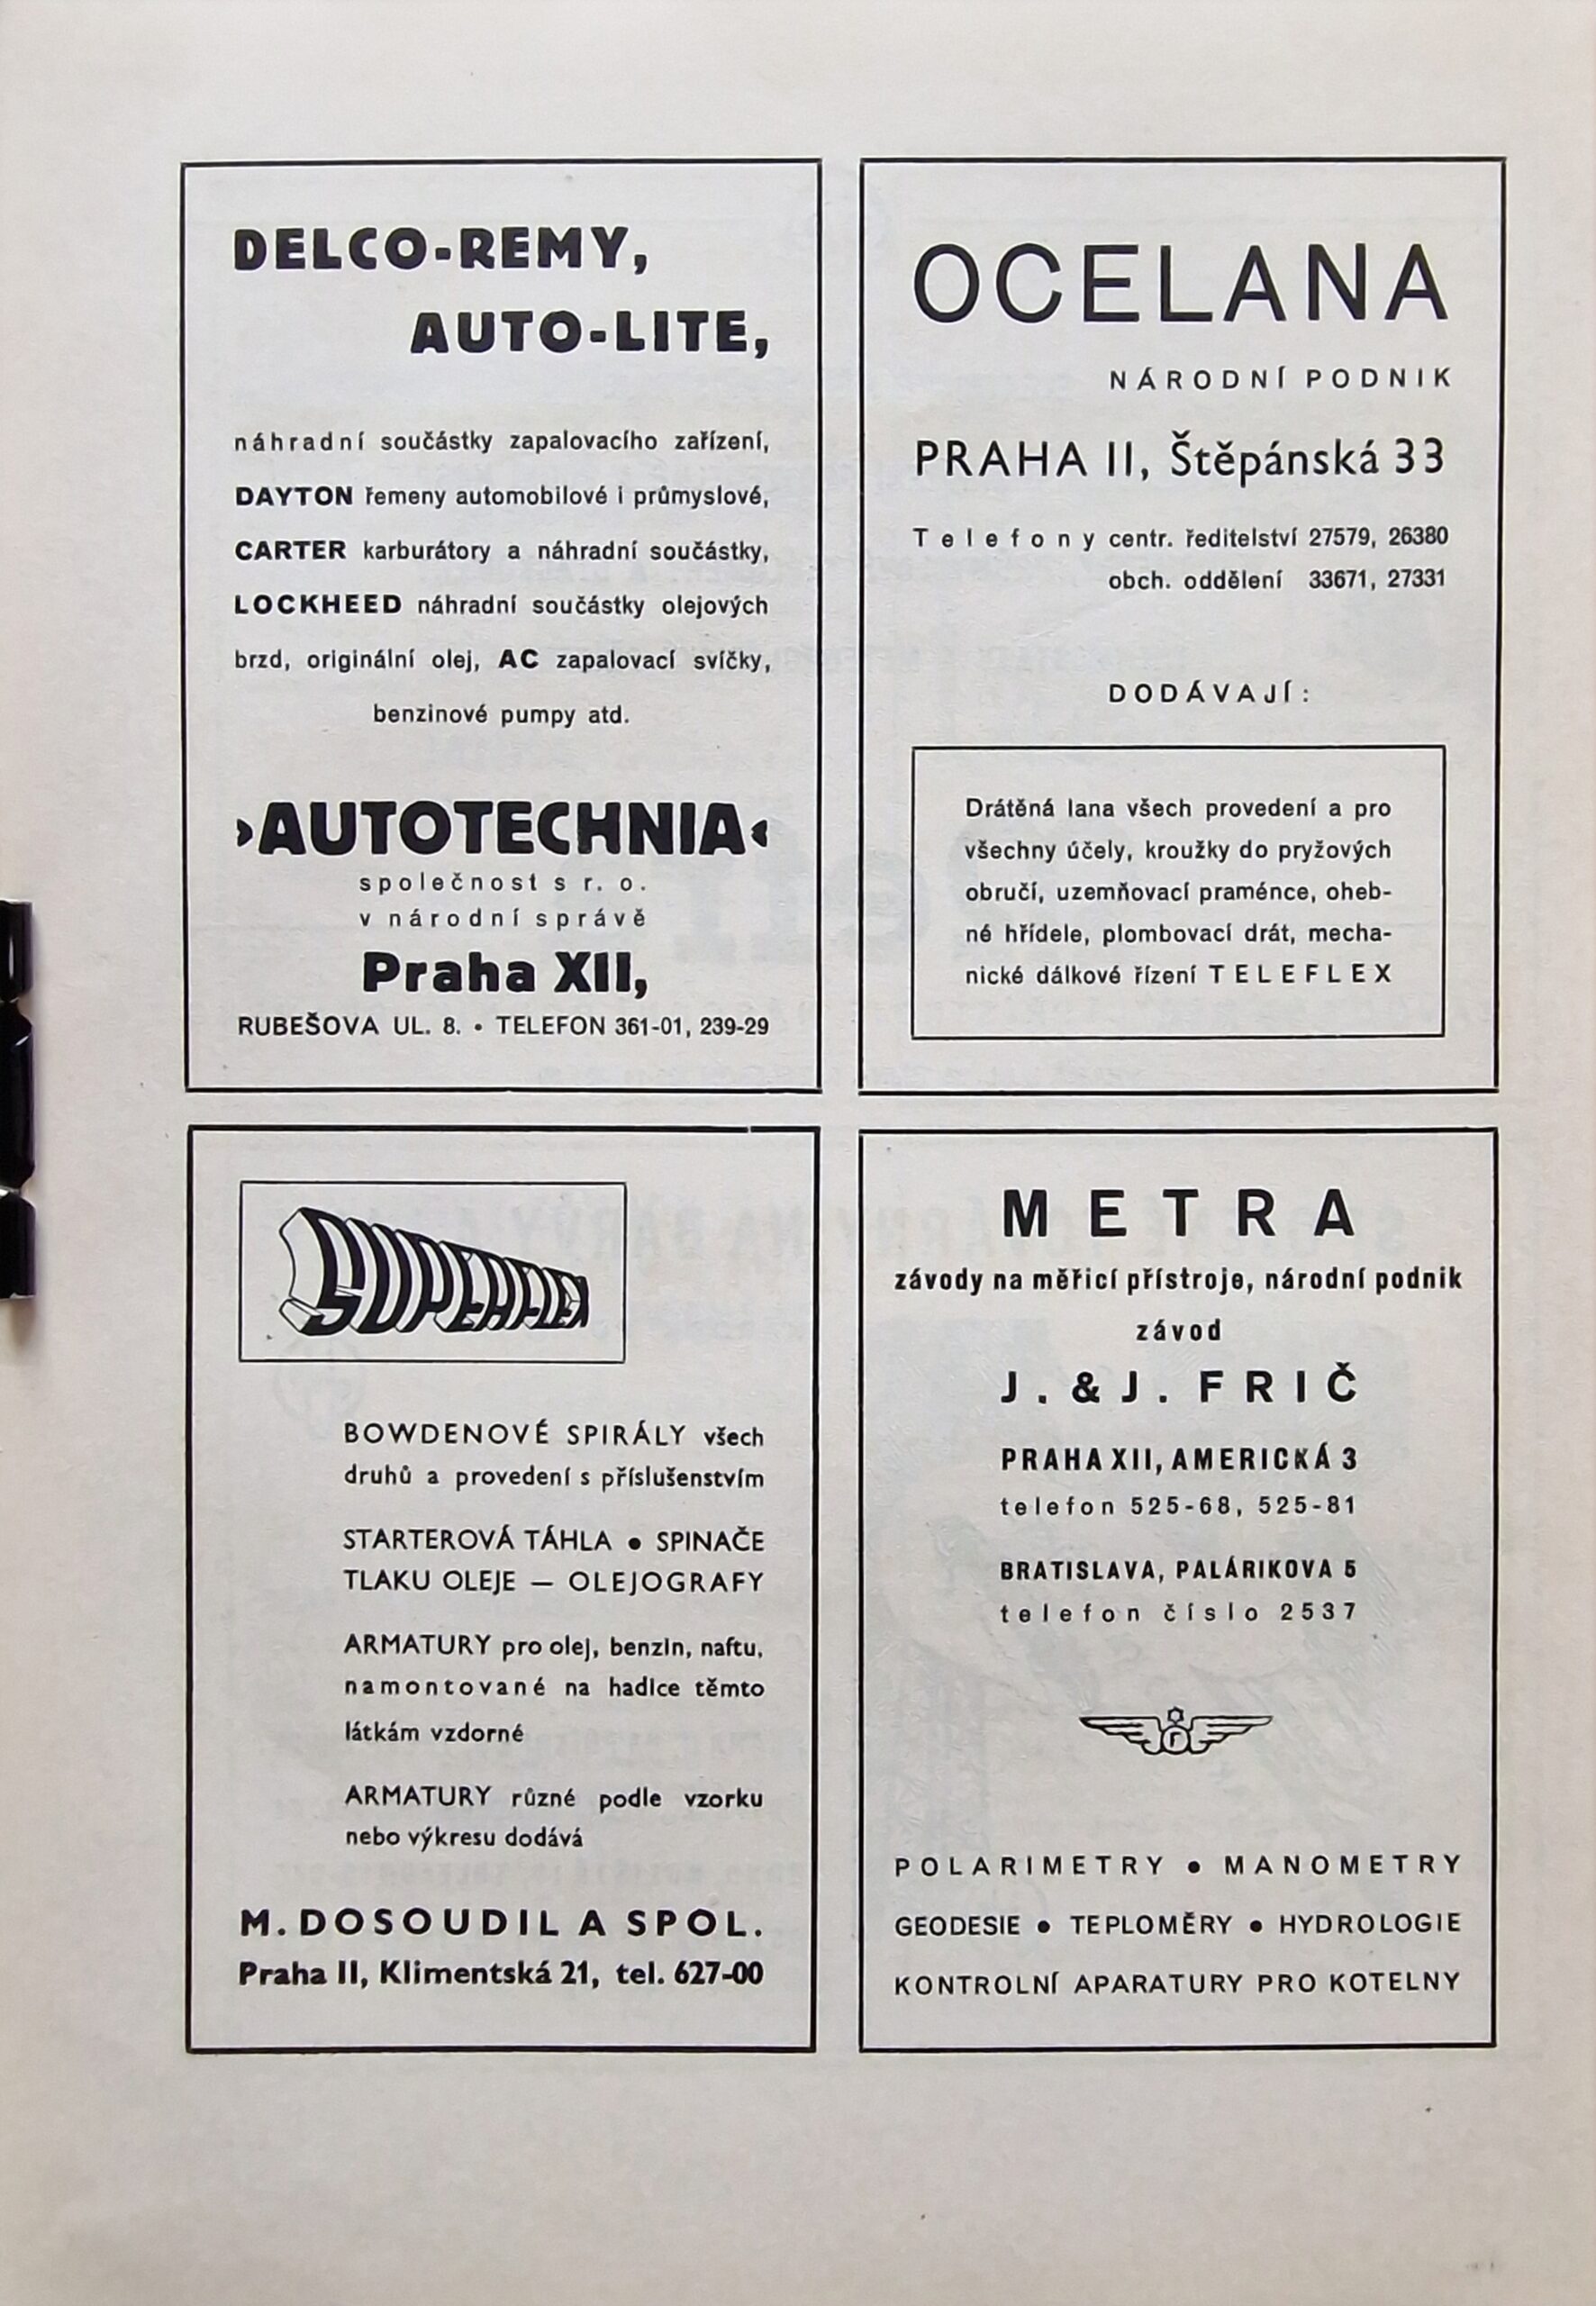 DELCO-REMY,
AUTO-LITE,
náhradní součástky zapalovacího zařízení,
DAYTON řemeny automobilové i průmyslové,
CARTER karburátory a náhradní součástky,
LOCKHEED náhradní součástky olejových
brzd, originální olej, AC zapalovací svíčky,
benzinové pumpy atd.
›AUTOTECHNIA‹
společnost s r. o.
v národní správě
Praha XII,
RUBEŠOVA UL. 8. • TELEFON 361-01, 239-29
OCELANA
NÁRODNÍ PODNIK
PRAHA II, Štěpánská 33
Telefony centr. ředitelství 27579, 26380
obch. oddělení 33671, 27331
DODÁVAJÍ:
Drátěná lana všech provedení a pro
všechny účely, kroužky do pryžových
obručí, uzemňovací praménce, oheb-
né hřídele, plombovací drát, mecha-
nické dálkové řízení TELEFLEX
SUPERFLEX
BOWDENOVÉ SPIRÁLY všech
druhů a provedení s příslušenstvím
STARTEROVÁ TÁHLA • SPINAČE
TLAKU OLEJE — OLEJOGRAFY
ARMATURY pro olej, benzin, naftu,
namontované na hadice těmto
látkám vzdorné
ARMATURY různé podle vzorku
nebo výkresu dodává
M. DOSOUDIL A SPOL.
Praha II, Klimentská 21, tel. 627-00
METRA
závody na měřicí přístroje, národní podnik
závod
J. & J. FRIČ
PRAHA XII, AMERICKÁ 3
telefon 525-68, 525-81
BRATISLAVA, PALÁRIKOVA 5
telefon číslo 2537
F
POLARIMETRY • MANOMETRY
GEODESIE • TEPLOMĚRY • HYDROLOGIE
KONTROLNÍ APARATURY PRO KOTELNY